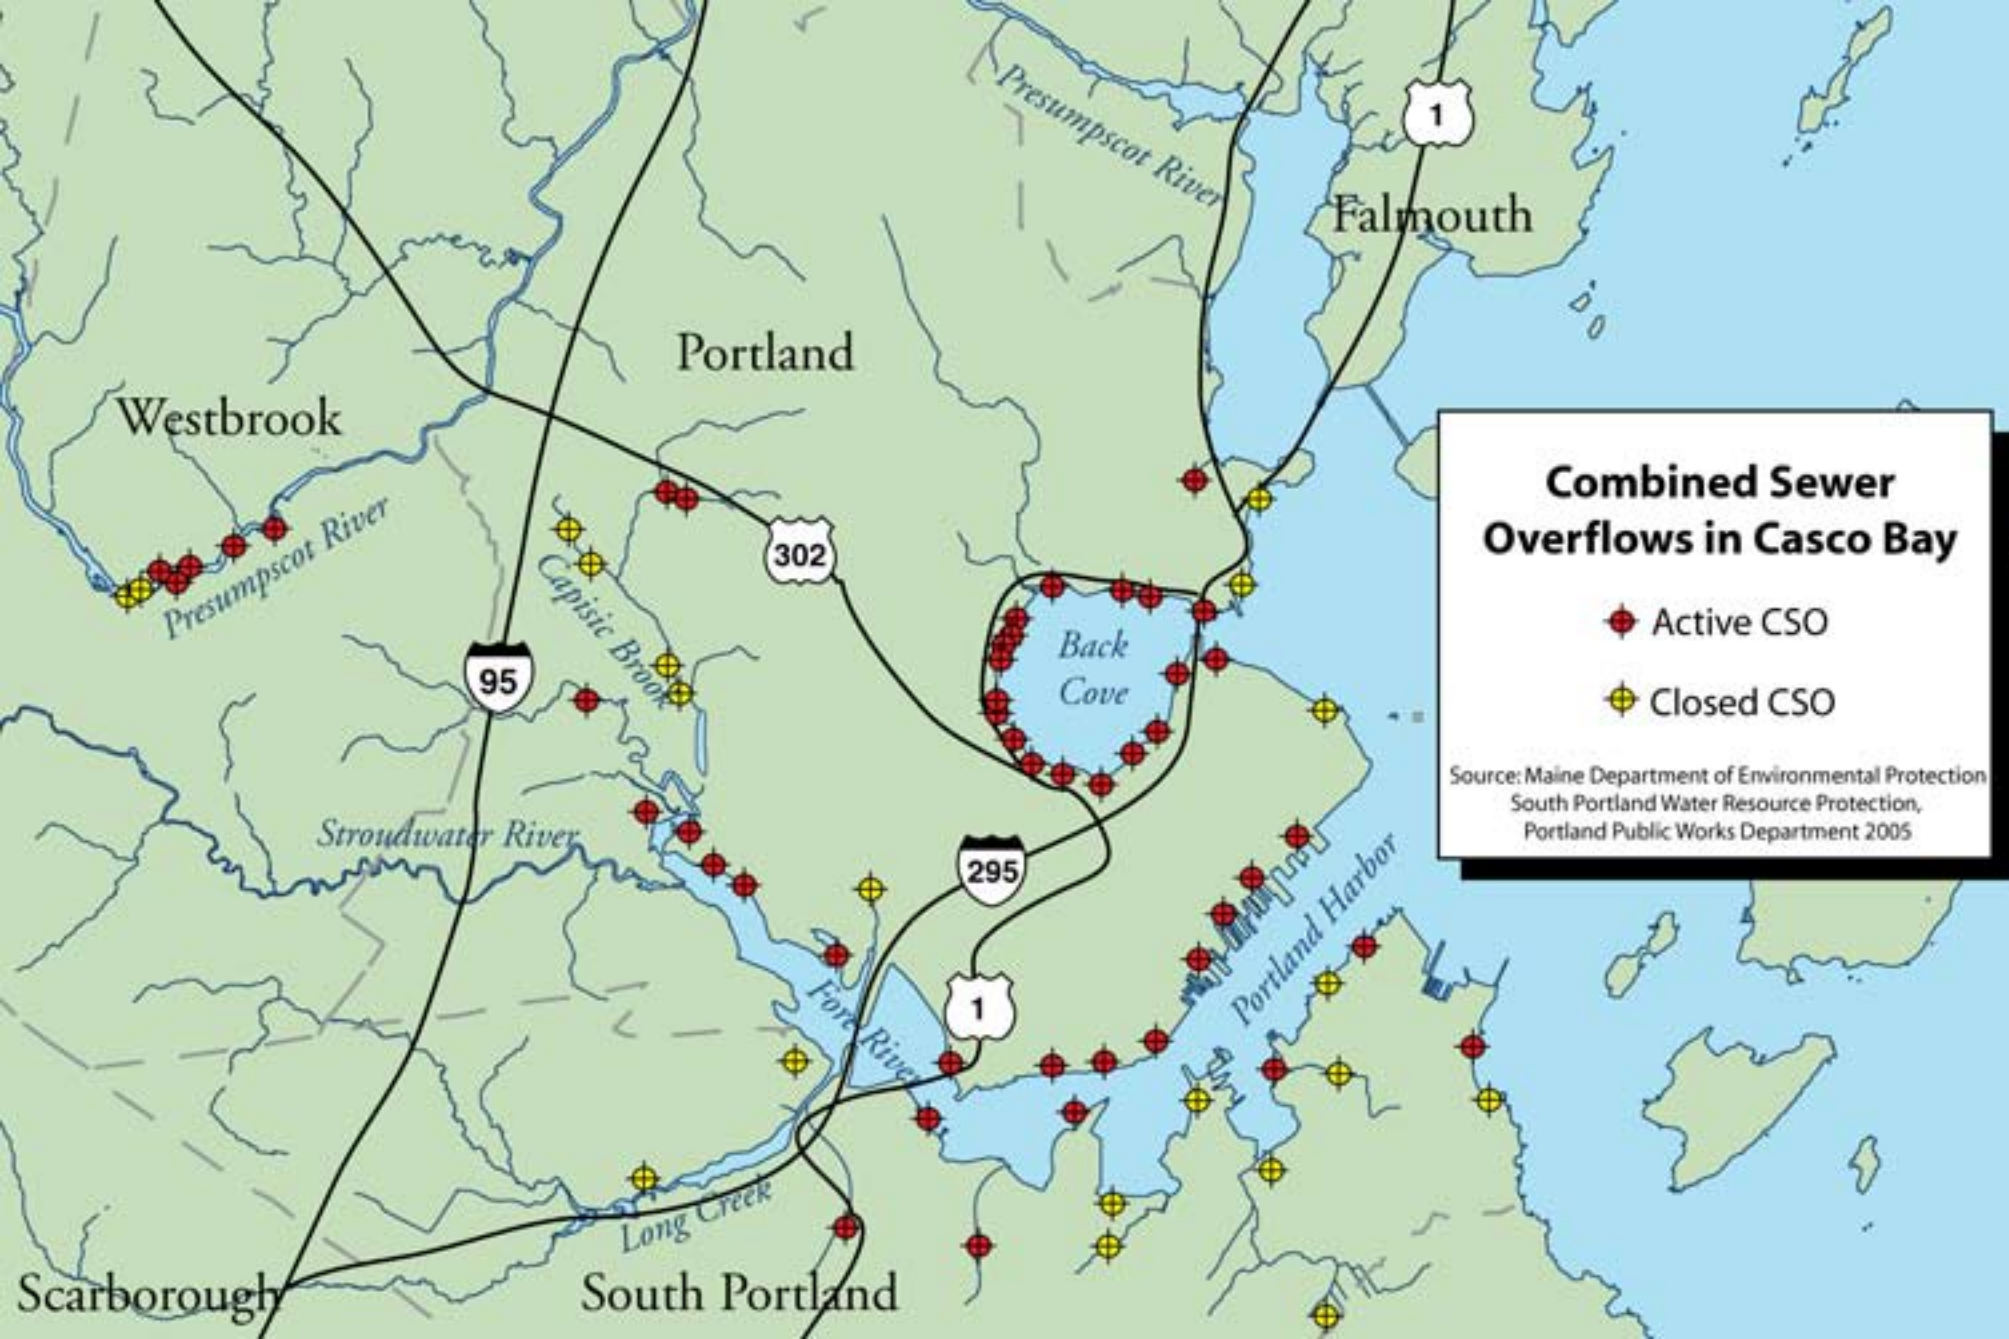 Presumpscot River
1
Falmouth
Portland
Westbrook
Combined Sewer
Overflows in Casco Bay
Active CSO
Closed CSO
Source: Maine Department of Environmental Protection
South Portland Water Resource Protection,
Portland Public Works Department 2005
Presumpscot River
302
Capisic Brook
Back
Cove
95
Stroudwater River
295
Portland Harbor
Fore River
1
Long Creek
Scarborough
South Portland